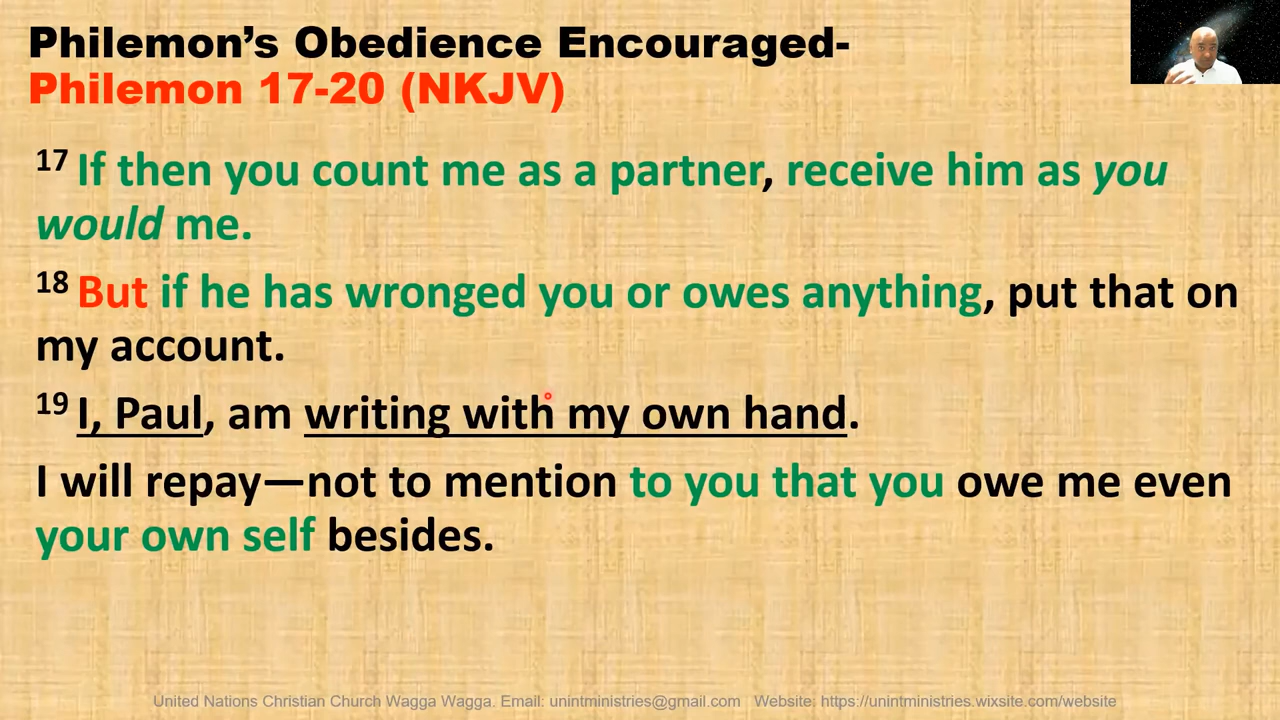 Philemon’s Obedience Encouraged-
Philemon 17-20 (NKJV)
17 If then you count me as a partner, receive him as you
would me.
18 But if he has wronged you or owes anything, put that on
my account.
19 I, Paul, am writing with my own hand.
I will repay—not to mention to you that you owe me even
your own self besides.
United Nations Christian Church Wagga Wagga. Email: unintministries@gmail.com Website: https://unintministries.wixsite.com/website